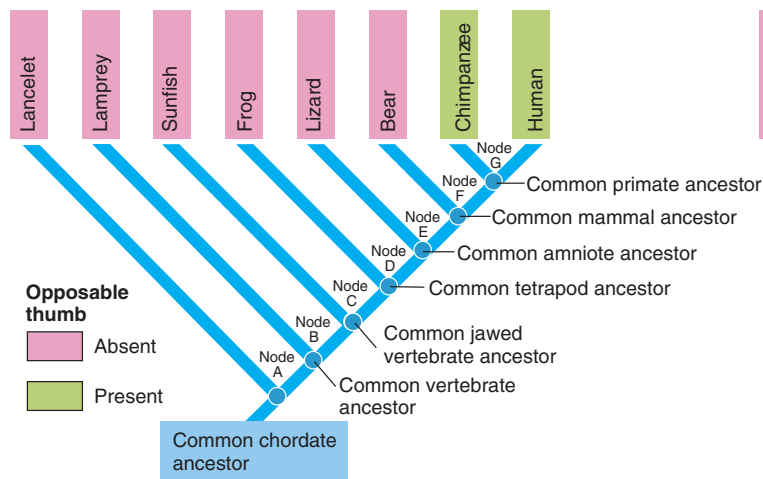 Lancelet
Lamprey
Sunfish
Frog
Lizard
Bear
Chimpanzee
Human
Node
G
Common primate ancestor
Node
F
Common mammal ancestor
Node
E
Common amniote ancestor
Node
D
Common tetrapod ancestor
Node
C
Common jawed
vertebrate ancestor
Node
B
Common vertebrate
ancestor
Node
A
Common chordate
ancestor
Opposable
thumb
Absent
Present